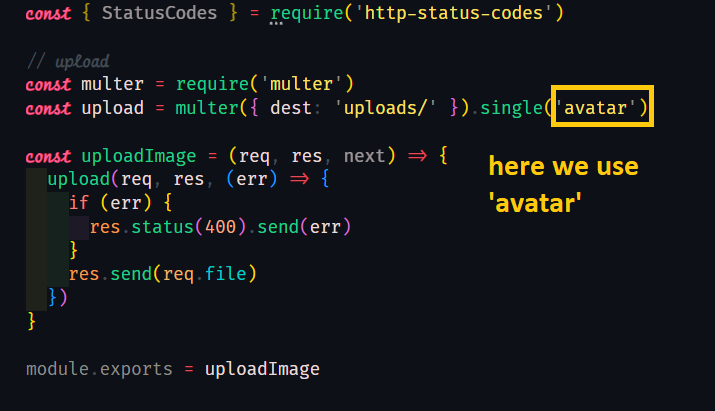 const { StatusCodes } = require('http-status-codes')
// upload
const multer = require('multer')
const upload = multer({ dest: 'uploads/' }).single('avatar')
const uploadImage = (req, res, next) => {
upload(req, res, (err) => {
if (err) {
res.status(400).send(err)
}
res.send(req.file)
})
}
module.exports = uploadImage
here we use
'avatar'